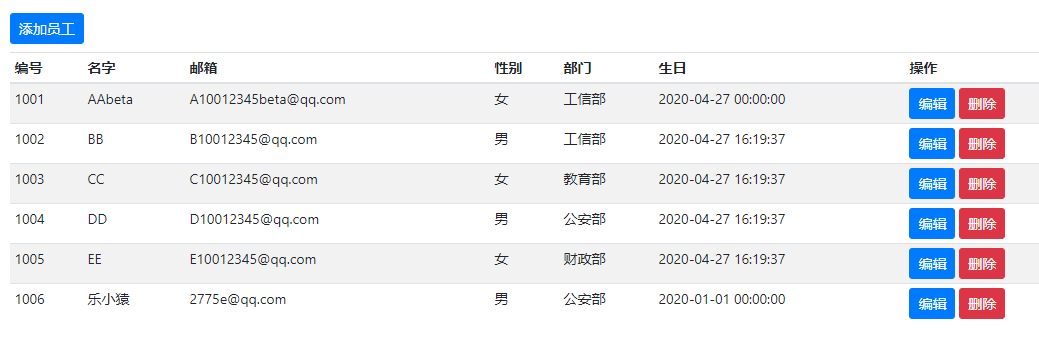 添加员工
编号 名字 邮箱 性别 部门 生日 操作
1001 AAbeta A10012345beta@qq.com 女 工信部 2020-04-27 00:00:00 编辑 删除
1002 BB B10012345@qq.com 男 工信部 2020-04-27 16:19:37 编辑 删除
1003 CC C10012345@qq.com 女 教育部 2020-04-27 16:19:37 编辑 删除
1004 DD D10012345@qq.com 男 公安部 2020-04-27 16:19:37 编辑 删除
1005 EE E10012345@qq.com 女 财政部 2020-04-27 16:19:37 编辑 删除
1006 乐小猿 2775e@qq.com 男 公安部 2020-01-01 00:00:00 编辑 删除